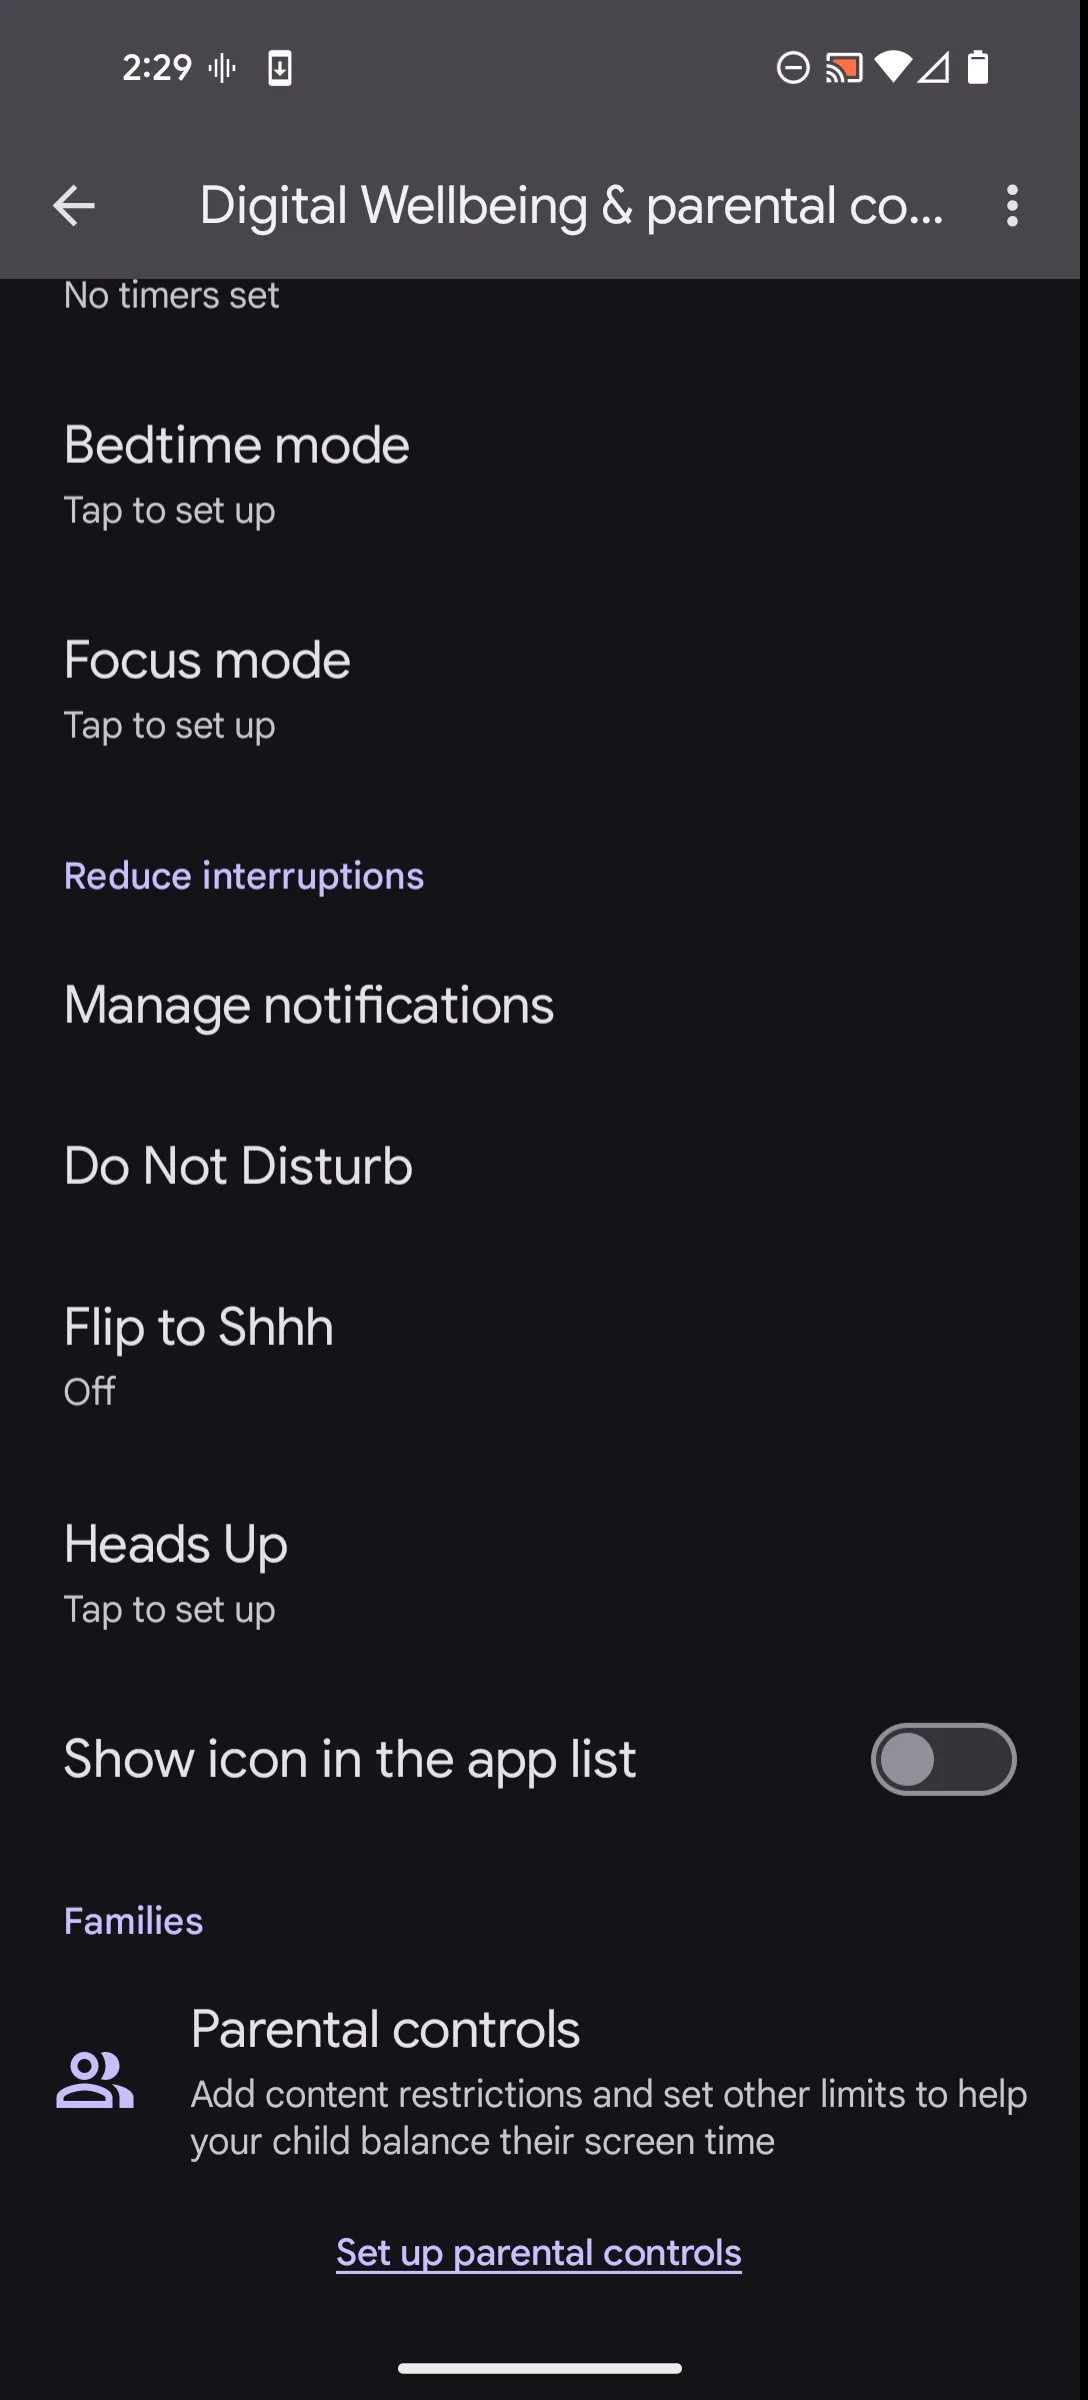 2:29
Digital Wellbeing & parental co...
No timers set
Bedtime mode
Tap to set up
Focus mode
Tap to set up
Reduce interruptions
Manage notifications
Do Not Disturb
Flip to Shhh
Off
Heads Up
Tap to set up
Show icon in the app list
Families
Parental controls
Add content restrictions and set other limits to help
your child balance their screen time
Set up parental controls